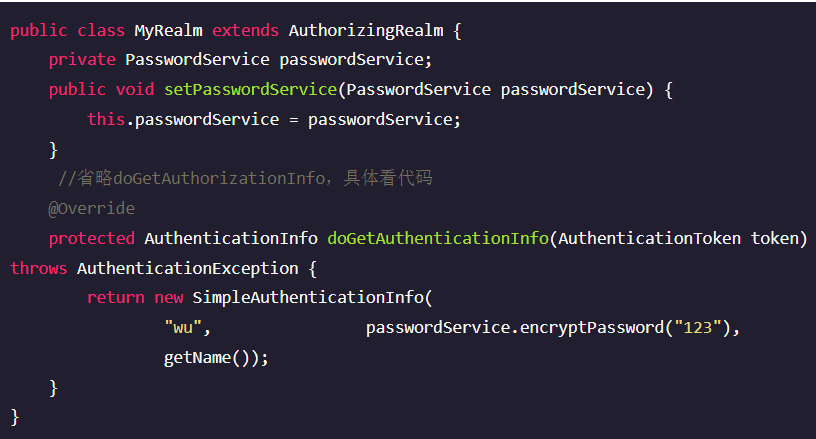 public class MyRealm extends AuthorizingRealm {
    private PasswordService passwordService;
    public void setPasswordService(PasswordService passwordService) {
        this.passwordService = passwordService;
    }
     //省略doGetAuthorizationInfo，具体看代码
    @Override
    protected AuthenticationInfo doGetAuthenticationInfo(AuthenticationToken token)
throws AuthenticationException {
        return new SimpleAuthenticationInfo(
                "wu",                passwordService.encryptPassword("123"),
                getName());
    }
}